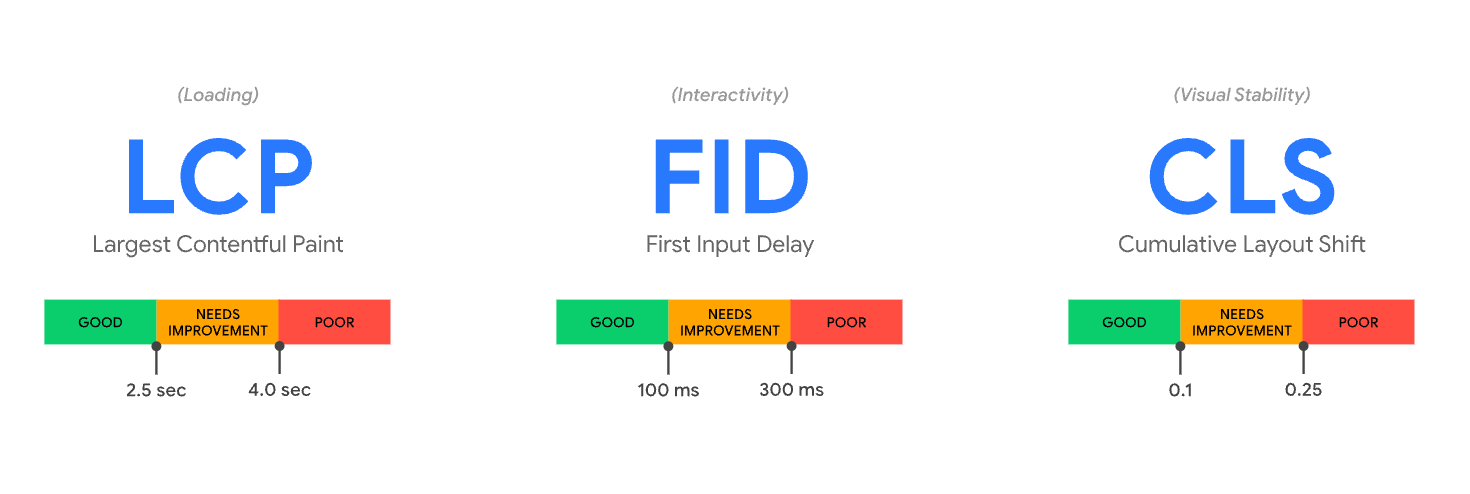 (Loading)
LCP
Largest Contentful Paint
GOOD
NEEDS
IMPROVEMENT
POOR
2.5 sec
4.0 sec
(Interactivity)
FID
First Input Delay
GOOD
NEEDS
IMPROVEMENT
POOR
100 ms
300 ms
(Visual Stability)
CLS
Cumulative Layout Shift
GOOD
NEEDS
IMPROVEMENT
POOR
0.1
0.25